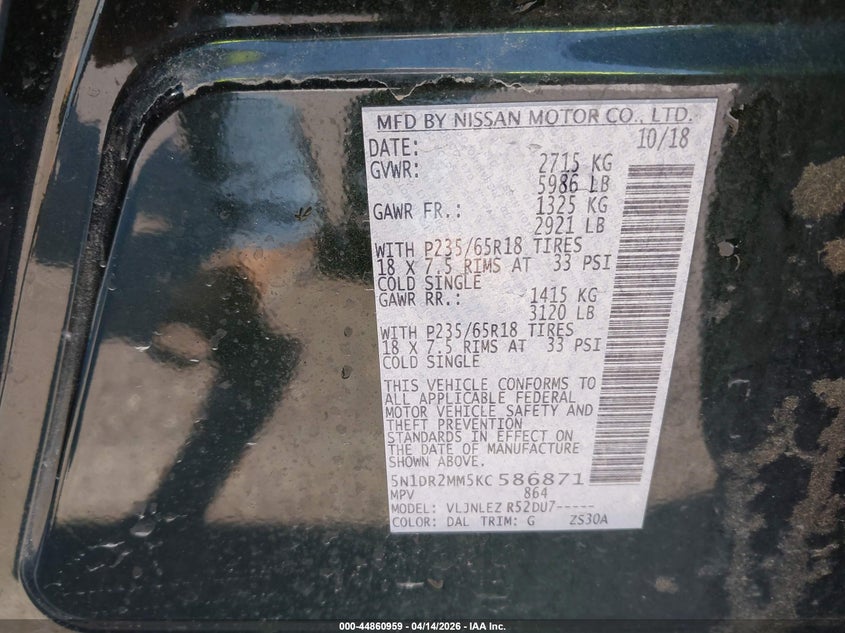 MFD BY NISSAN MOTOR CO., LTD.
DATE: 10/18
GVWR: 2715 KG
5986 LB
GAWR FR.: 1325 KG
2921 LB
WITH P235/65R18 TIRES
18 X 7.5 RIMS AT 33 PSI
COLD SINGLE
GAWR RR.: 1415 KG
3120 LB
WITH P235/65R18 TIRES
18 X 7.5 RIMS AT 33 PSI
COLD SINGLE
THIS VEHICLE CONFORMS TO
ALL APPLICABLE FEDERAL
MOTOR VEHICLE SAFETY AND
THEFT PREVENTION
STANDARDS IN EFFECT ON
THE DATE OF MANUFACTURE
SHOWN ABOVE.
5N1DR2MM5KC586871
MPV 864
MODEL: VLJNLEZ R52DU7-----
COLOR: DAL TRIM: G ZS30A
000-44860959 - 04/14/2026 - IAA Inc.